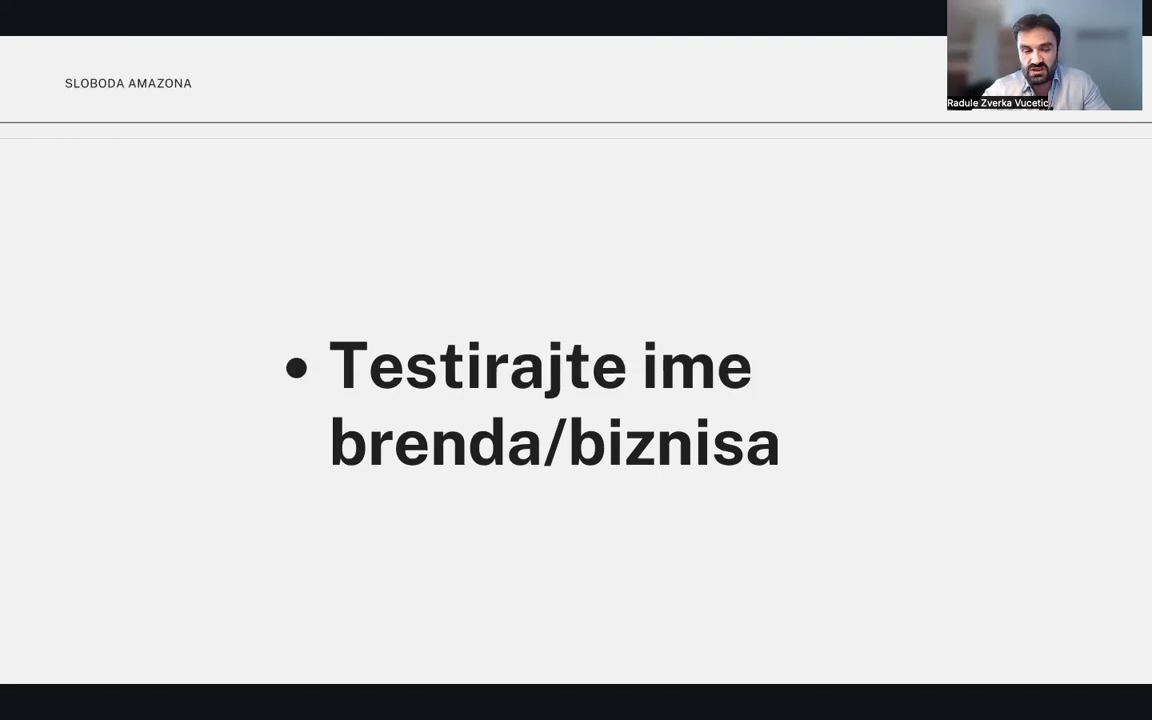 SLOBODA AMAZONA
Radule Zverka Vucetic
• Testirajte ime
brenda/biznisa